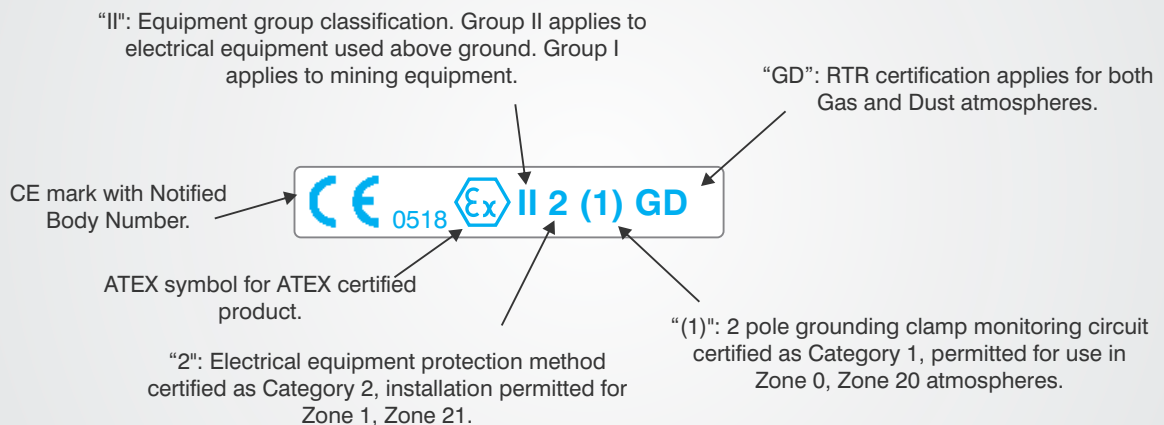 “II": Equipment group classification. Group II applies to
electrical equipment used above ground. Group I
applies to mining equipment.
“GD”: RTR certification applies for both
Gas and Dust atmospheres.
CE mark with Notified
Body Number.
CE 0518 Ex II 2 (1) GD
ATEX symbol for ATEX certified
product.
“(1)": 2 pole grounding clamp monitoring circuit
certified as Category 1, permitted for use in
Zone 0, Zone 20 atmospheres.
“2": Electrical equipment protection method
certified as Category 2, installation permitted for
Zone 1, Zone 21.